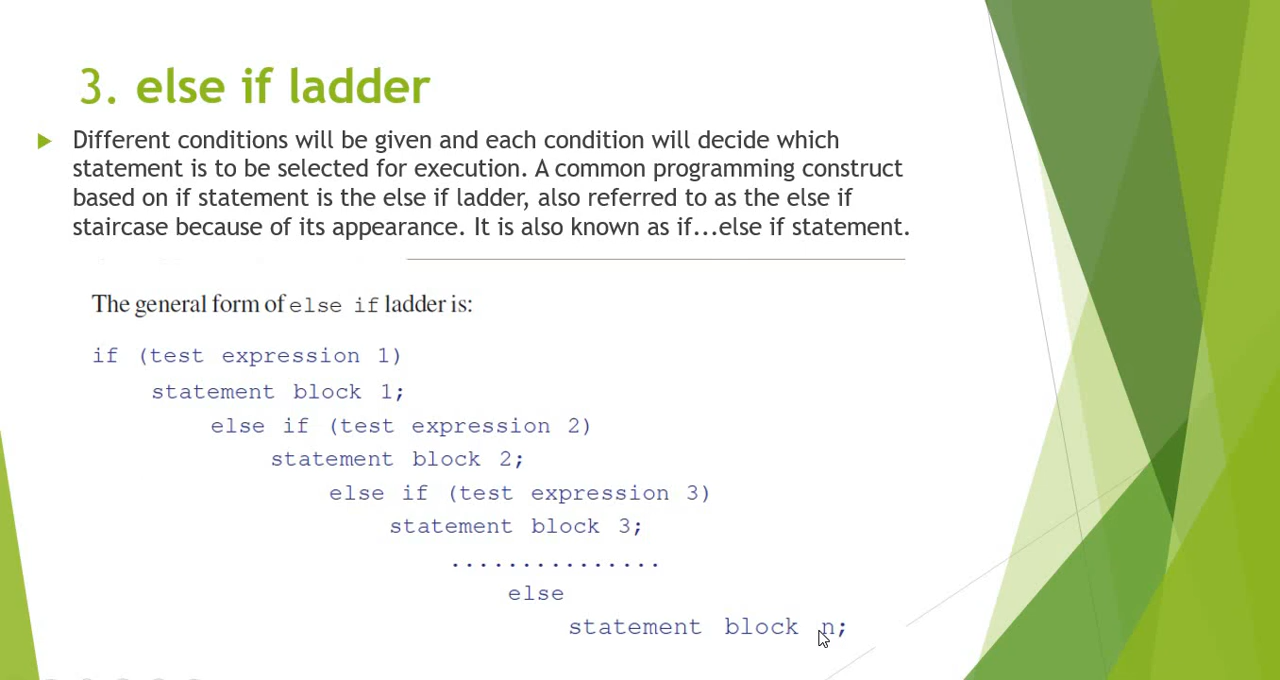 3. else if ladder
Different conditions will be given and each condition will decide which
statement is to be selected for execution. A common programming construct
based on if statement is the else if ladder, also referred to as the else if
staircase because of its appearance. It is also known as if...else if statement.
The general form of else if ladder is:
if (test expression 1)
statement block 1;
else if (test expression 2)
statement block 2;
else if (test expression 3)
statement block 3;
...............
else
statement block n;